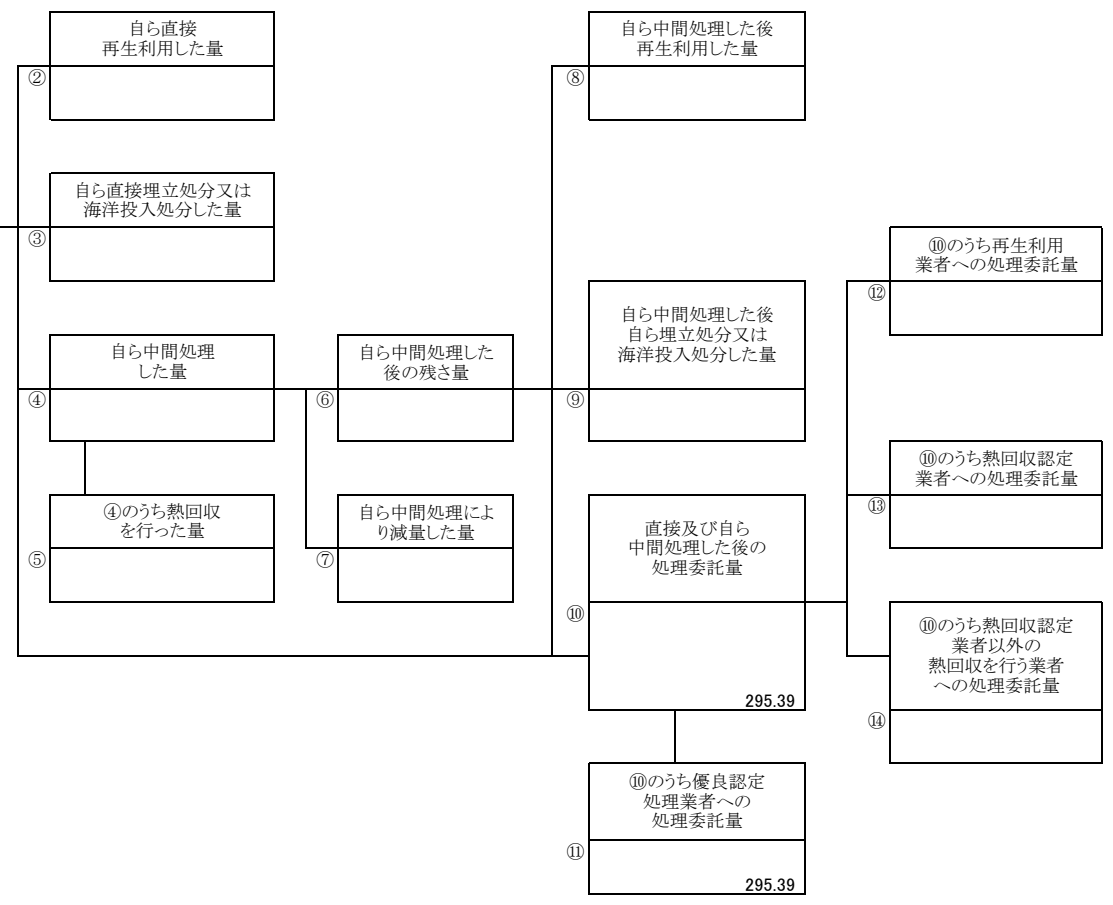 自ら直接
再生利用した量
②
自ら中間処理した後
再生利用した量
⑧
自ら直接埋立処分又は
海洋投入処分した量
③
⑩のうち再生利用
業者への処理委託量
⑫
自ら中間処理した後
自ら埋立処分又は
海洋投入処分した量
⑨
自ら中間処理
した量
④
自ら中間処理した
後の残さ量
⑥
⑩のうち熱回収認定
業者への処理委託量
⑬
④のうち熱回収
を行った量
⑤
自ら中間処理によ
り減量した量
⑦
直接及び自ら
中間処理した後の
処理委託量
⑩
295.39
⑩のうち熱回収認定
業者以外の
熱回収を行う業者
への処理委託量
⑭
⑩のうち優良認定
処理業者への
処理委託量
⑪
295.39